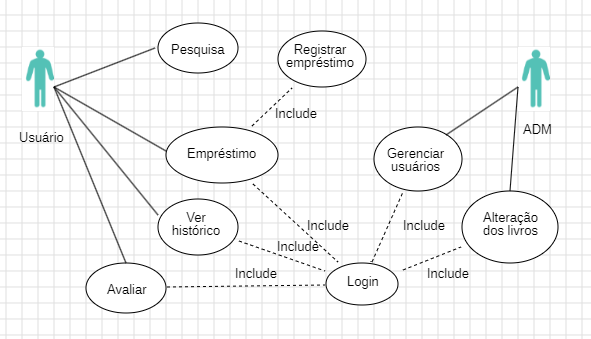 Pesquisa
Registrar
empréstimo
Usuário
ADM
Include
Empréstimo
Gerenciar
usuários
Ver
histórico
Alteração
dos livros
Include
Include
Include
Include
Include
Avaliar
Login